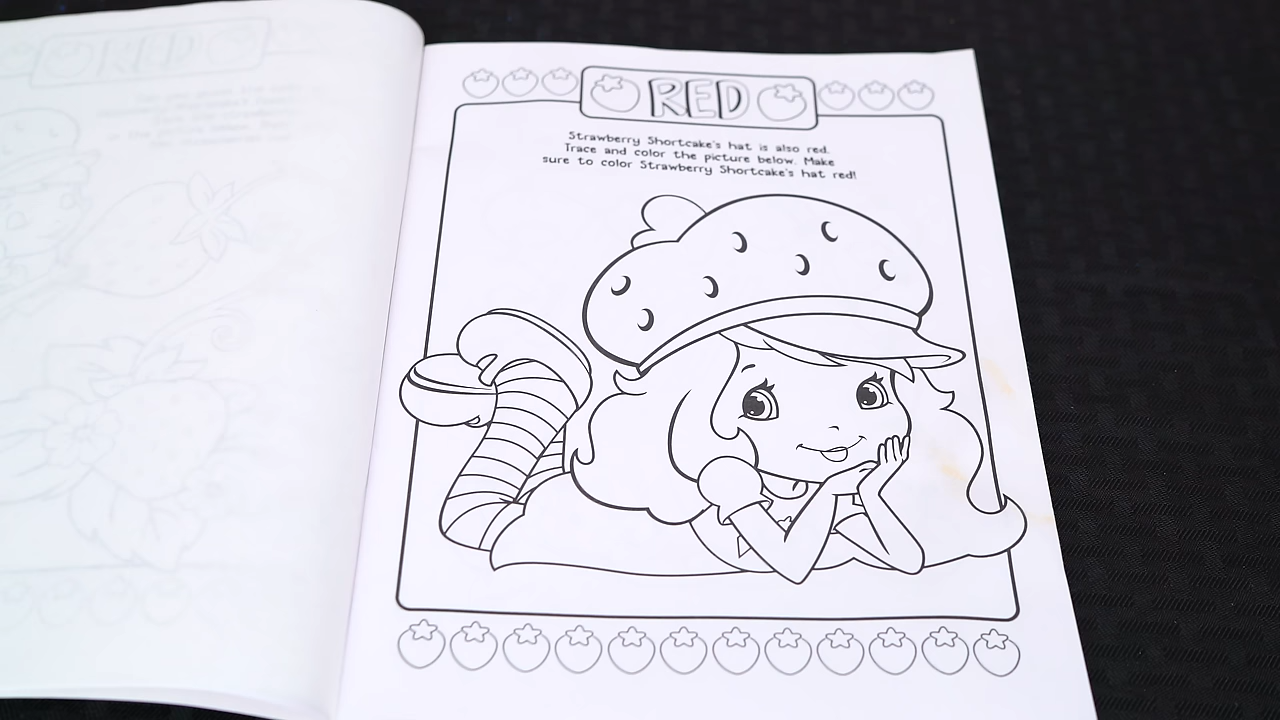 RED
Strawberry Shortcake's hat is also red.
Trace and color the picture below. Make
sure to color Strawberry Shortcake's hat red!